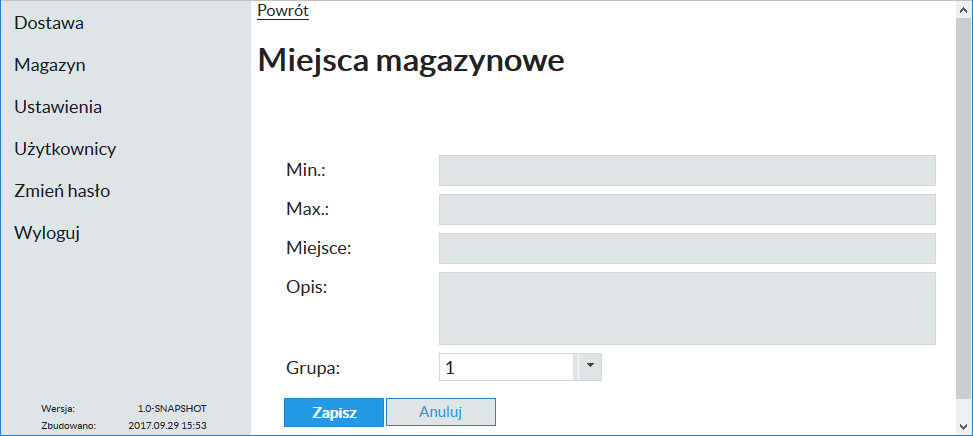 Dostawa
Magazyn
Ustawienia
Użytkownicy
Zmień hasło
Wyloguj
Wersja: 1.0-SNAPSHOT
Zbudowano: 2017.09.29 15:53
Powrót
Miejsca magazynowe
Min.:
Max.:
Miejsce:
Opis:
Grupa: 1
Zapisz Anuluj